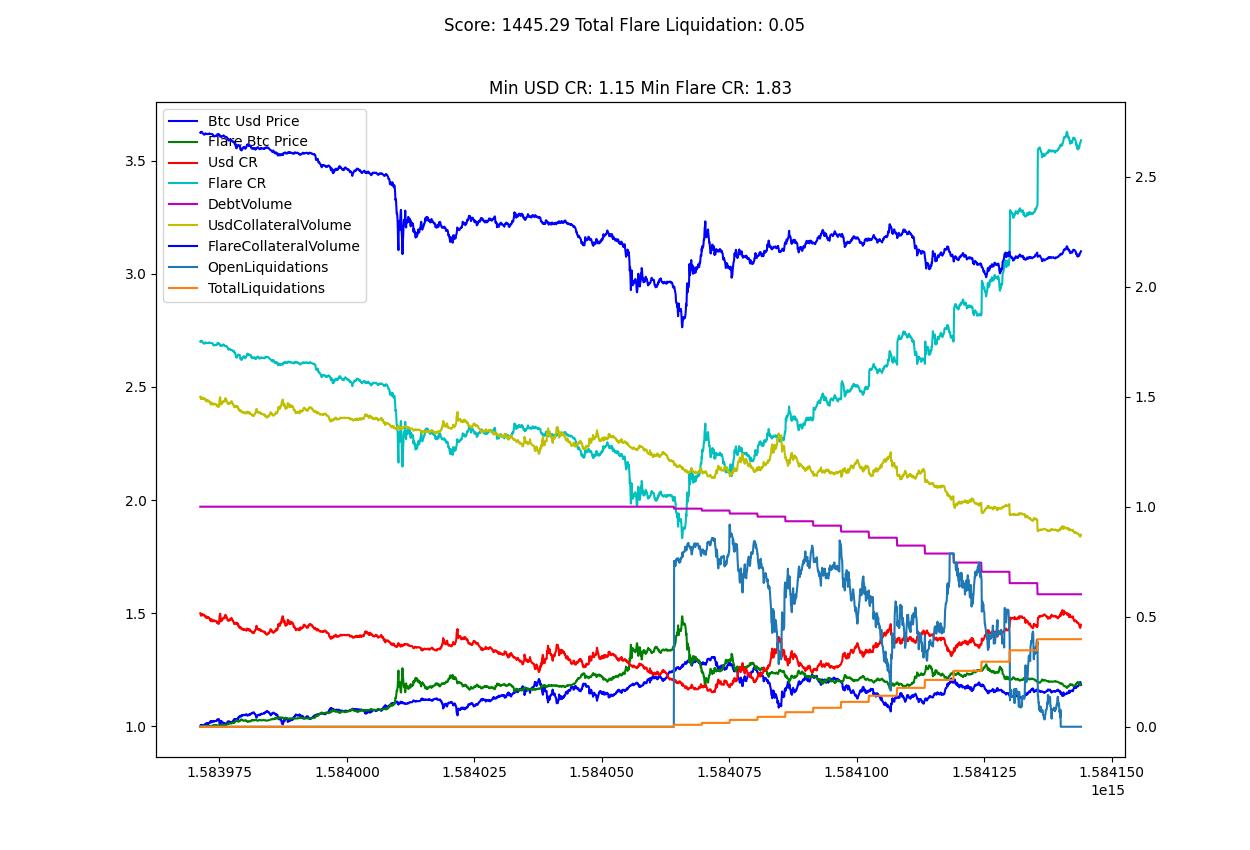 Score: 1445.29 Total Flare Liquidation: 0.05
Min USD CR: 1.15 Min Flare CR: 1.83
Btc Usd Price
Flare Btc Price
Usd CR
Flare CR
DebtVolume
UsdCollateralVolume
FlareCollateralVolume
OpenLiquidations
TotalLiquidations
3.5
3.0
2.5
2.0
1.5
1.0
2.5
2.0
1.5
1.0
0.5
0.0
1.583975 1.584000 1.584025 1.584050 1.584075 1.584100 1.584125 1.584150
1e15